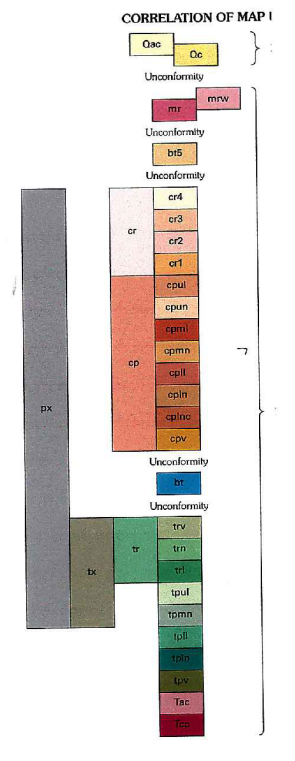 CORRELATION OF MAP
Qac
Qc
Unconformity
mrw
mr
Unconformity
bt5
Unconformity
cr4
cr3
cr
cr2
cr1
cpul
cpun
cpml
cpmn
cp
cpll
cpln
cplnc
px
cpv
Unconformity
bt
Unconformity
trv
trn
tr
trl
tx
tpul
tpmn
tpll
tpln
tpv
Tac
Tcp